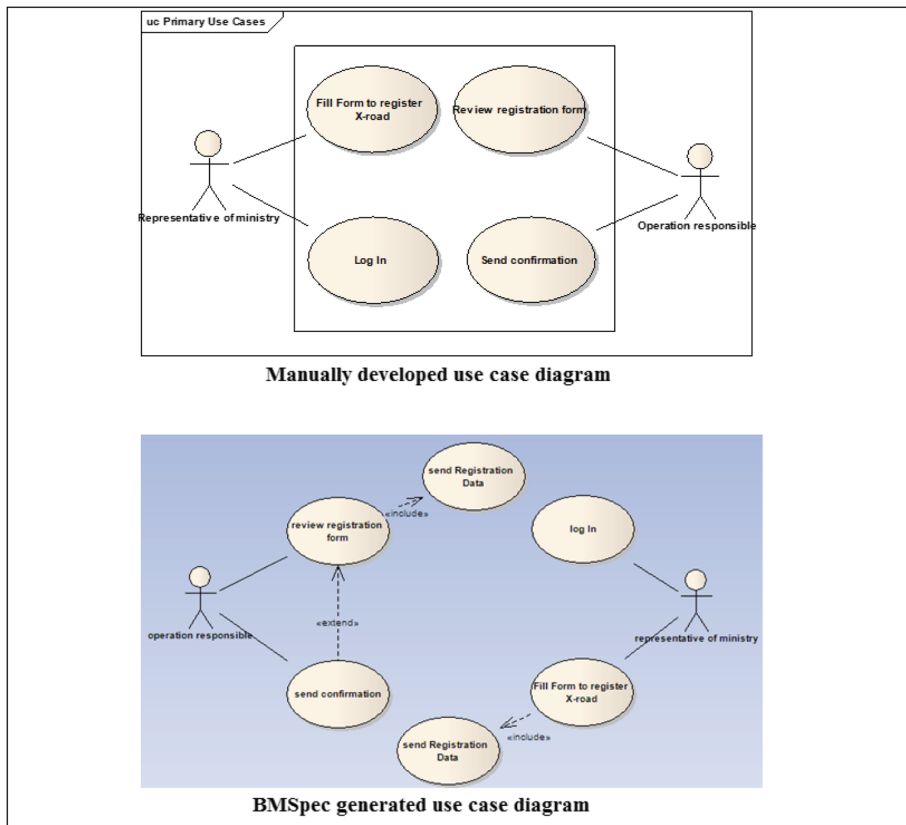 uc Primary Use Cases
Fill Form to register
X-road
Review registration form
Representative of ministry
Operation responsible
Log In
Send confirmation
Manually developed use case diagram
send Registration
Data
review registration
form
«include»
log In
operation responsible
«extend»
representative of ministry
send confirmation
Fill Form to register
X-road
send Registration
Data
«include»
BMSpec generated use case diagram